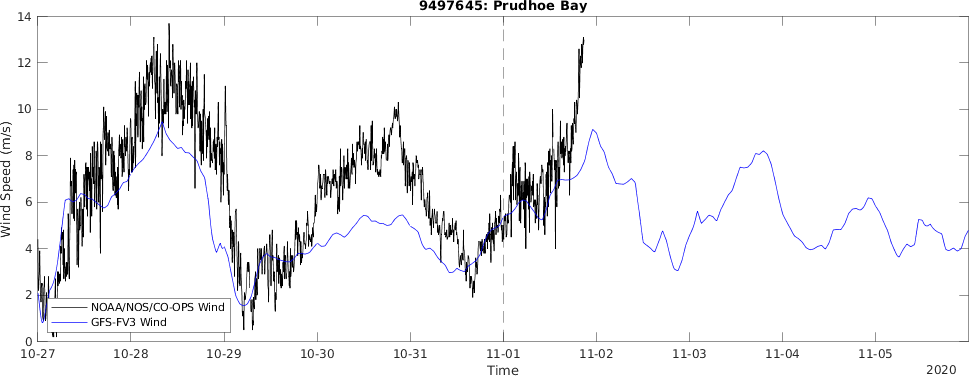 9497645: Prudhoe Bay
14
12
10
8
6
4
2
0
Wind Speed (m/s)
NOAA/NOS/CO-OPS Wind
GFS-FV3 Wind
10-27 10-28 10-29 10-30 10-31 11-01 11-02 11-03 11-04 11-05
Time
2020